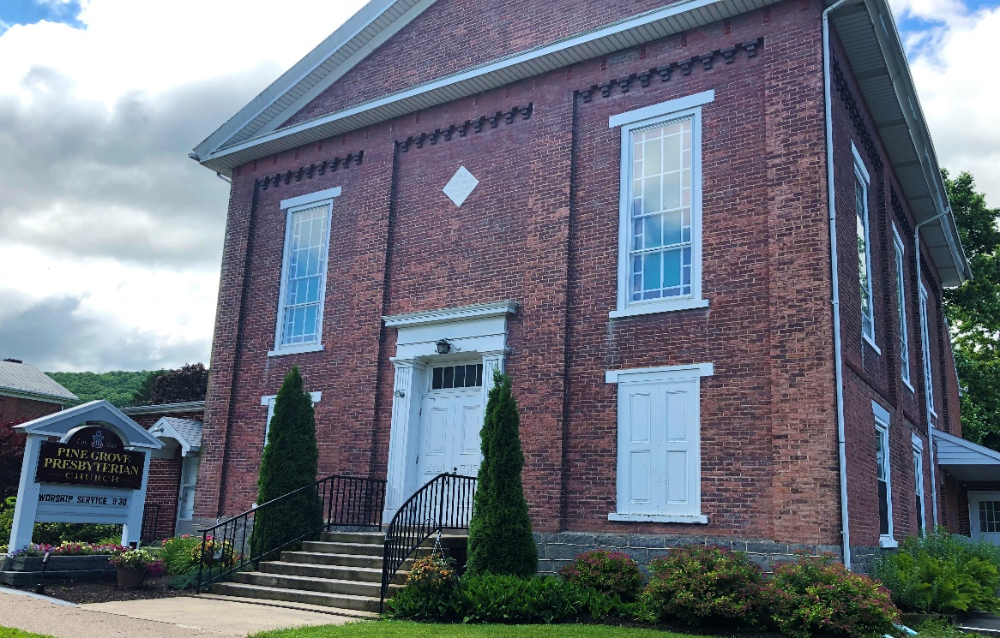 PINE GROVE
PRESBYTERIAN
CHURCH
WORSHIP SERVICE 9:30